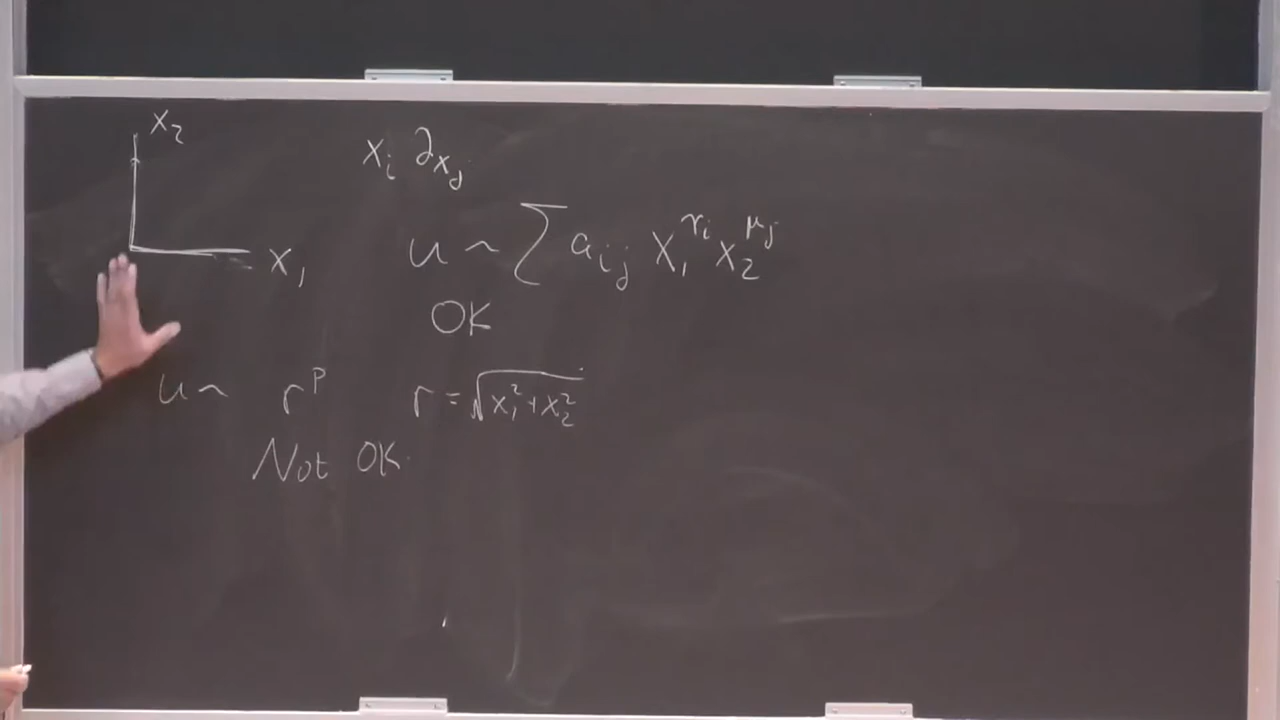 x₂
x₁
xᵢ ∂_{xⱼ}
u ~ ∑ aᵢⱼ x₁^{γᵢ} x₂^{μⱼ}
OK
u ~ r^p r = √(x₁² + x₂²)
Not OK.